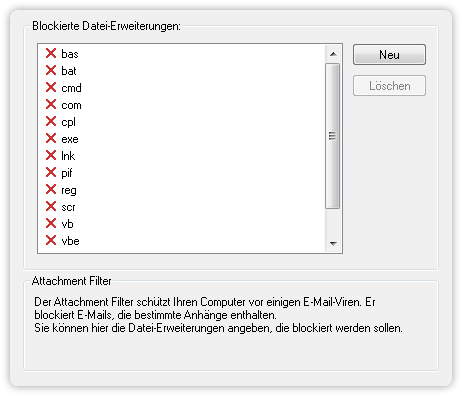 Blockierte Datei-Erweiterungen:
bas
bat
cmd
com
cpl
exe
lnk
pif
reg
scr
vb
vbe
Neu
Löschen
Attachment Filter
Der Attachment Filter schützt Ihren Computer vor einigen E-Mail-Viren. Er
blockiert E-Mails, die bestimmte Anhänge enthalten.
Sie können hier die Datei-Erweiterungen angeben, die blockiert werden sollen.